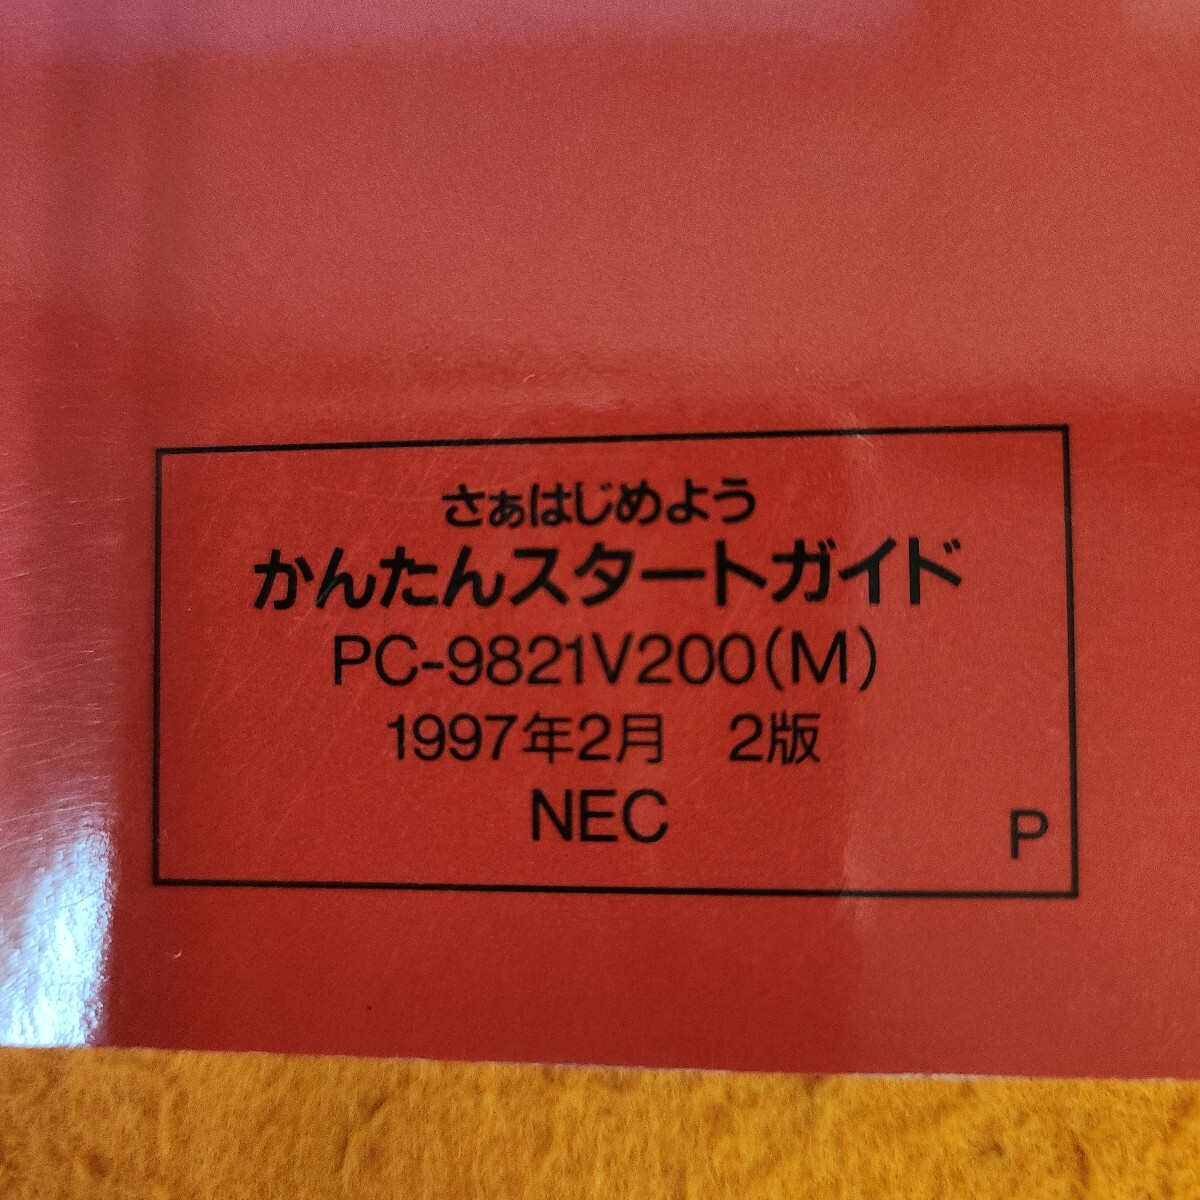 さぁはじめよう
かんたんスタートガイド
PC-9821V200(M)
1997年2月　2版
NEC
P